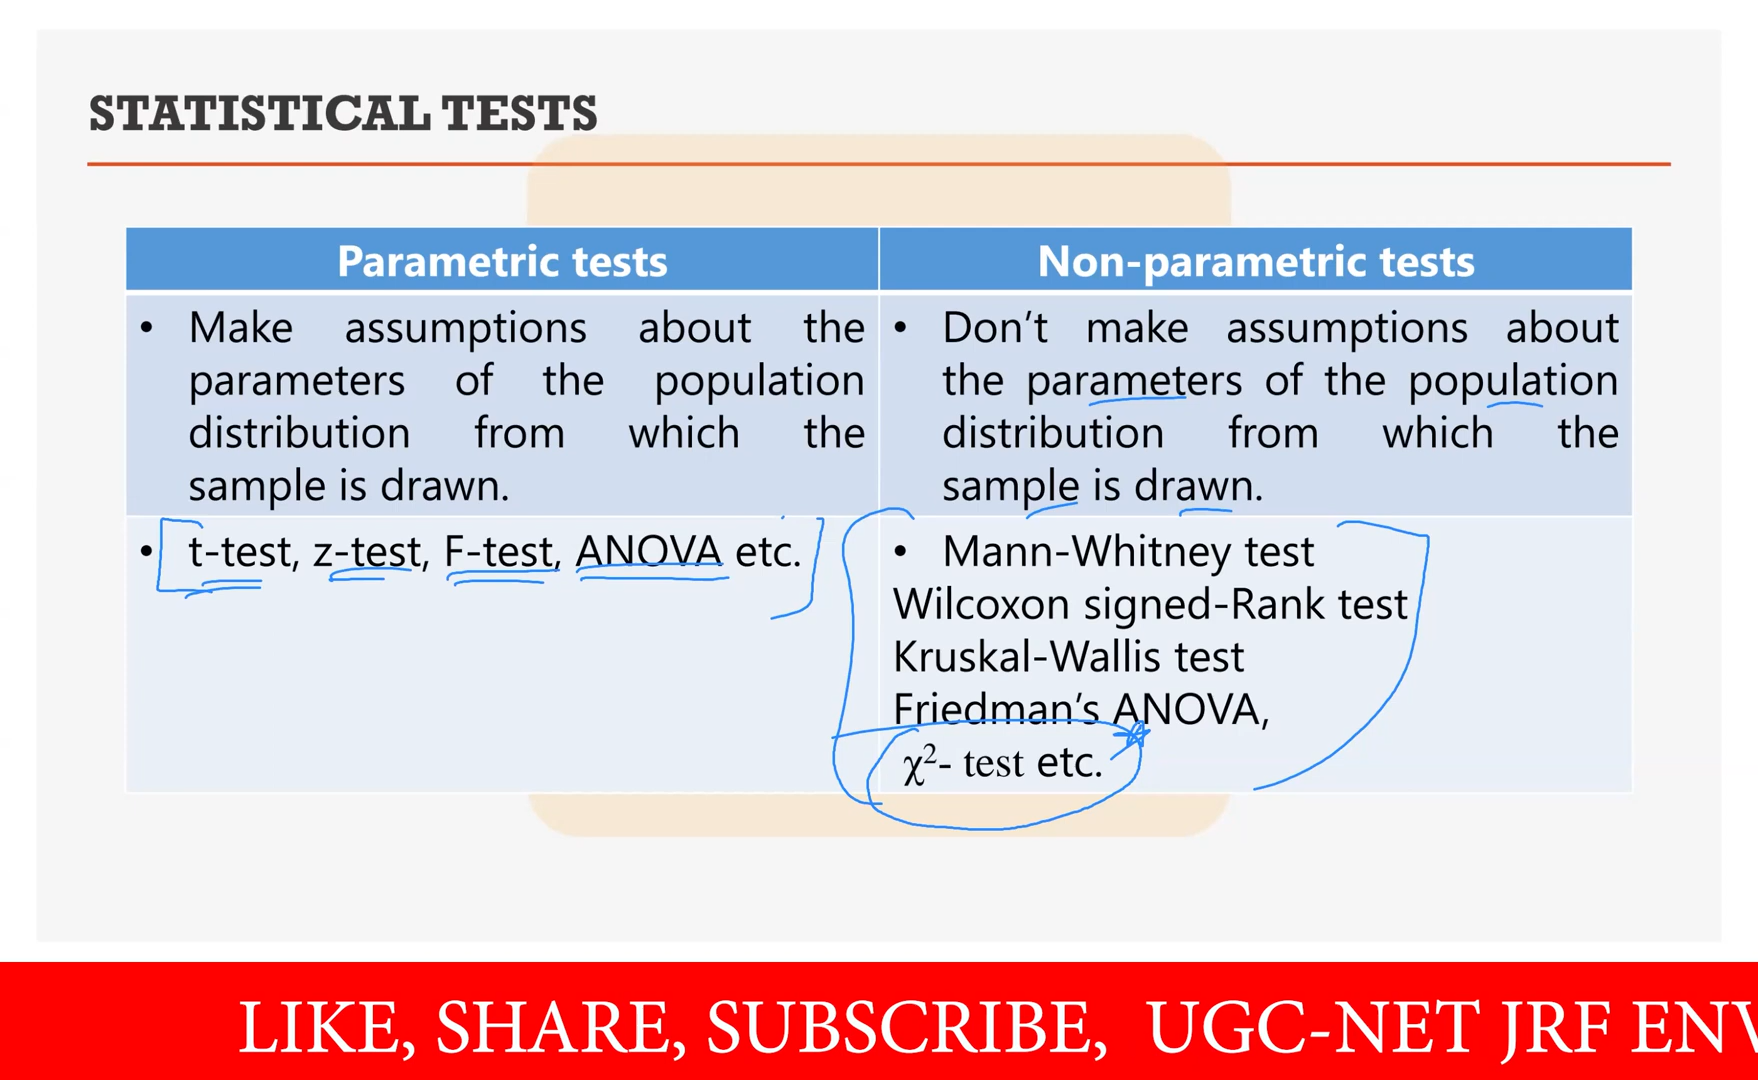 STATISTICAL TESTS
Parametric tests
Non-parametric tests
• Make assumptions about the
parameters of the population
distribution from which the
sample is drawn.
• Don’t make assumptions about
the parameters of the population
distribution from which the
sample is drawn.
• t-test, z-test, F-test, ANOVA etc.
• Mann-Whitney test
Wilcoxon signed-Rank test
Kruskal-Wallis test
Friedman’s ANOVA,
χ²- test etc.
LIKE, SHARE, SUBSCRIBE, UGC-NET JRF ENV